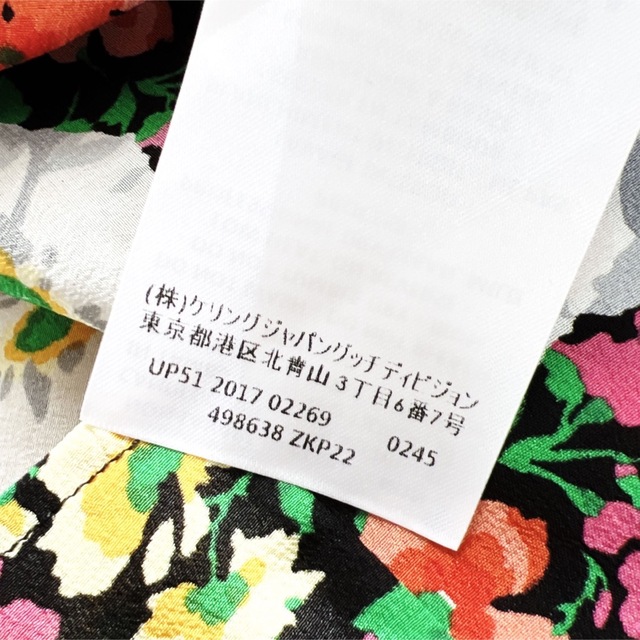 (株)ケリングジャパングッチディビジョン
東京都港区北青山3丁目6番7号
UP51 2017 02269 0245
498638 ZKP22